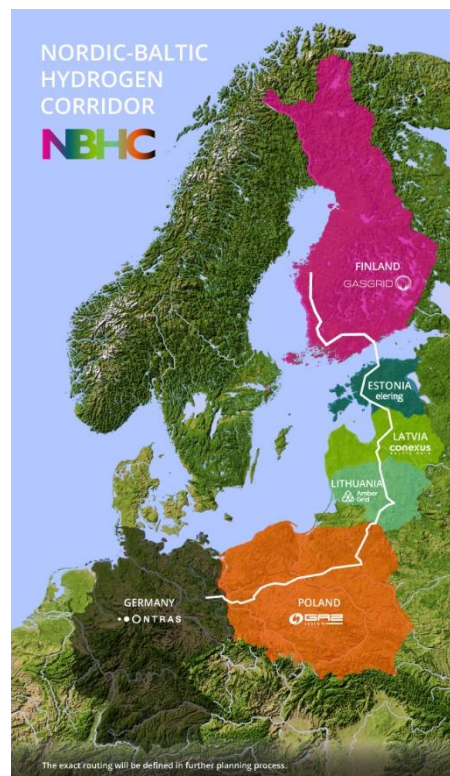 NORDIC-BALTIC
HYDROGEN
CORRIDOR
NBHC
FINLAND
GASGRID
ESTONIA
elering
LATVIA
conexus
LITHUANIA
Amber
Grid
GERMANY
ONTRAS
POLAND
GAZ
The exact routing will be defined in further planning process.